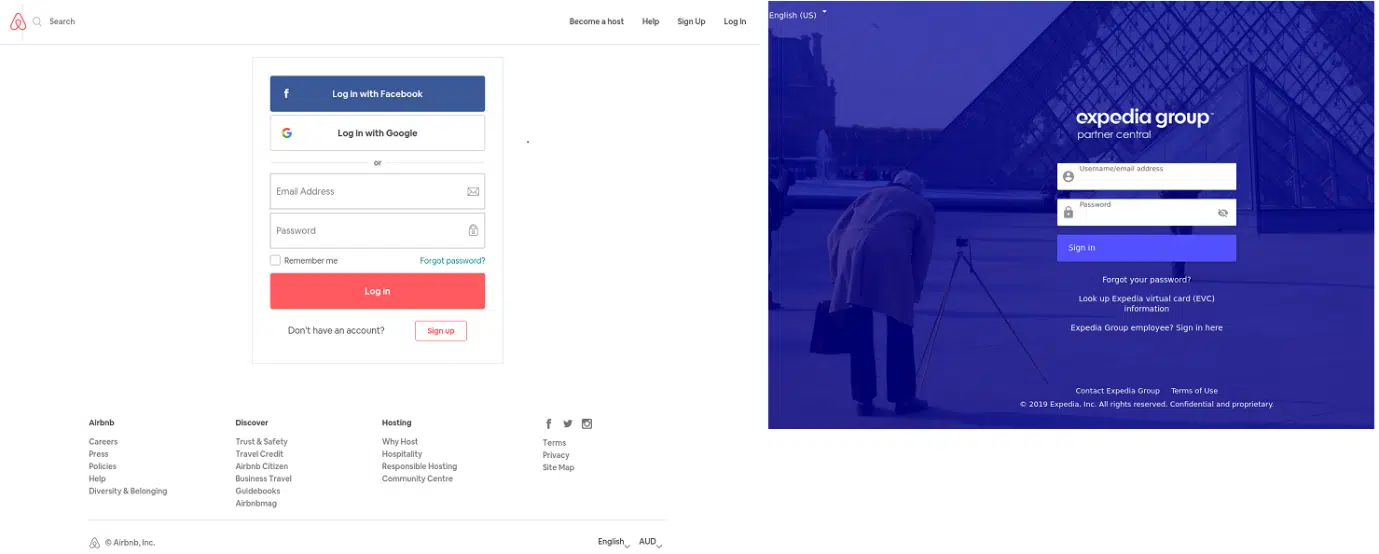 Search
Become a host Help Sign Up Log In
Log in with Facebook
Log in with Google
or
Email Address
Password
Remember me Forgot password?
Log in
Don't have an account? Sign up
Airbnb
Careers
Press
Policies
Help
Diversity & Belonging
Discover
Trust & Safety
Travel Credit
Airbnb Citizen
Business Travel
Guidebooks
Airbnbmag
Hosting
Why Host
Hospitality
Responsible Hosting
Community Centre
Terms
Privacy
Site Map
© Airbnb, Inc.
English AUD
English (US)
expedia group™
partner central
Username/email address
Password
Sign in
Forgot your password?
Look up Expedia virtual card (EVC)
information
Expedia Group employee? Sign in here
Contact Expedia Group Terms of Use
© 2019 Expedia, Inc. All rights reserved. Confidential and proprietary.